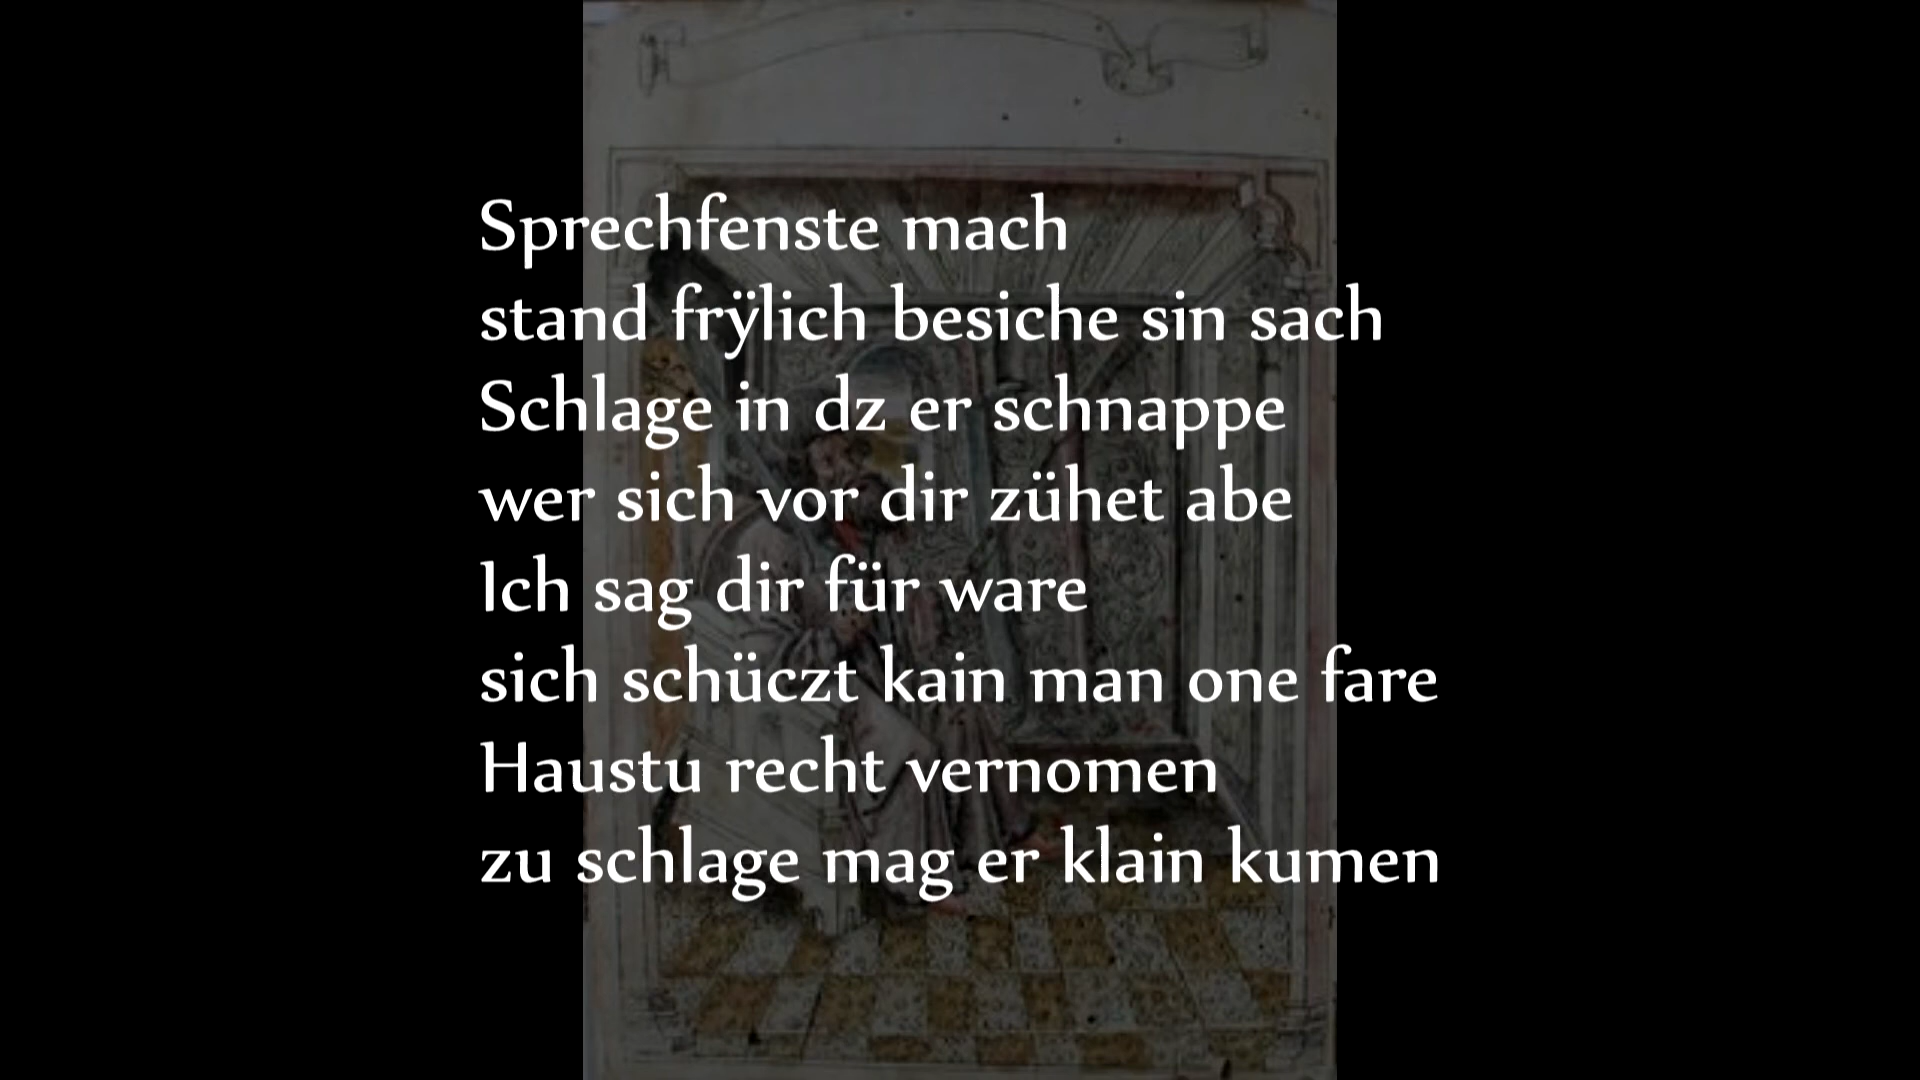 Sprechfenste mach
stand frÿlich besiche sin sach
Schlage in dz er schnappe
wer sich vor dir zühet abe
Ich sag dir für ware
sich schüczt kain man one fare
Haustu recht vernomen
zu schlage mag er klain kumen